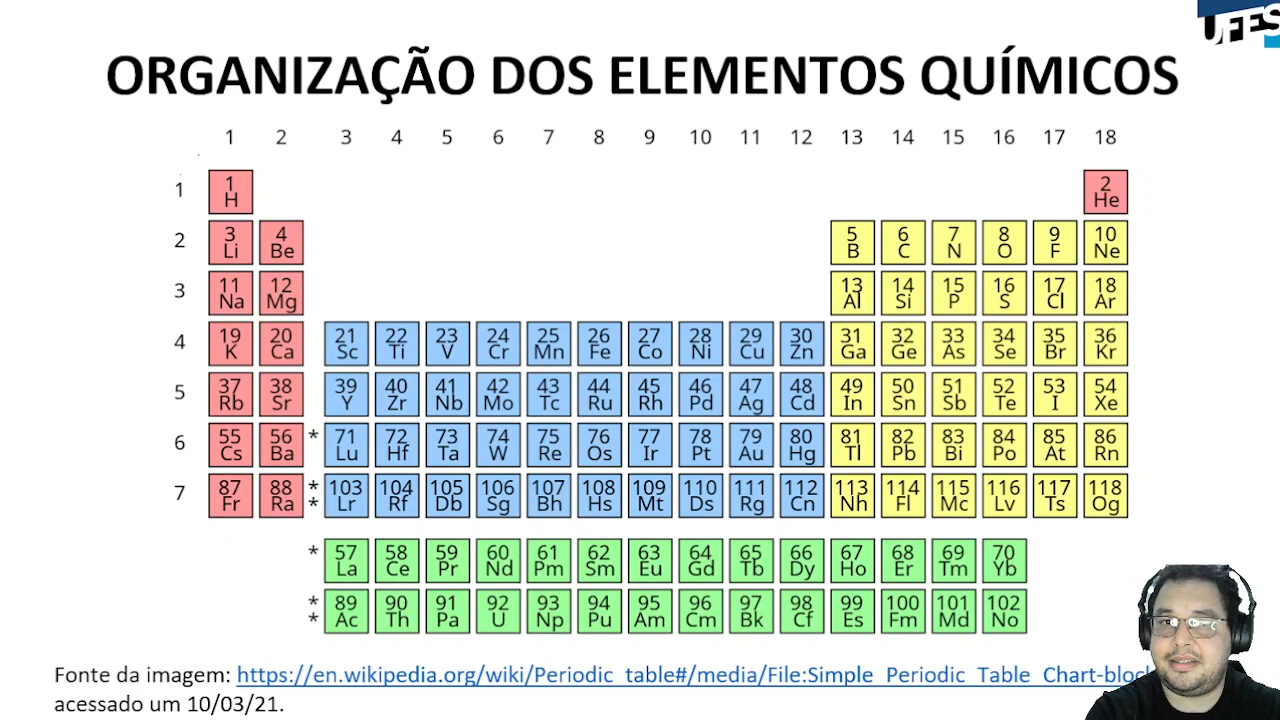 UFES
ORGANIZAÇÃO DOS ELEMENTOS QUÍMICOS
1 2 3 4 5 6 7 8 9 10 11 12 13 14 15 16 17 18
1 1 2
H He
2 3 4 5 6 7 8 9 10
Li Be B C N O F Ne
3 11 12 13 14 15 16 17 18
Na Mg Al Si P S Cl Ar
4 19 20 21 22 23 24 25 26 27 28 29 30 31 32 33 34 35 36
K Ca Sc Ti V Cr Mn Fe Co Ni Cu Zn Ga Ge As Se Br Kr
5 37 38 39 40 41 42 43 44 45 46 47 48 49 50 51 52 53 54
Rb Sr Y Zr Nb Mo Tc Ru Rh Pd Ag Cd In Sn Sb Te I Xe
6 55 56 * 71 72 73 74 75 76 77 78 79 80 81 82 83 84 85 86
Cs Ba Lu Hf Ta W Re Os Ir Pt Au Hg Tl Pb Bi Po At Rn
7 87 88 * 103 104 105 106 107 108 109 110 111 112 113 114 115 116 117 118
Fr Ra * Lr Rf Db Sg Bh Hs Mt Ds Rg Cn Nh Fl Mc Lv Ts Og
* 57 58 59 60 61 62 63 64 65 66 67 68 69 70
La Ce Pr Nd Pm Sm Eu Gd Tb Dy Ho Er Tm Yb
* 89 90 91 92 93 94 95 96 97 98 99 100 101 102
* Ac Th Pa U Np Pu Am Cm Bk Cf Es Fm Md No
Fonte da imagem: https://en.wikipedia.org/wiki/Periodic_table#/media/File:Simple_Periodic_Table_Chart-bloc
acessado um 10/03/21.